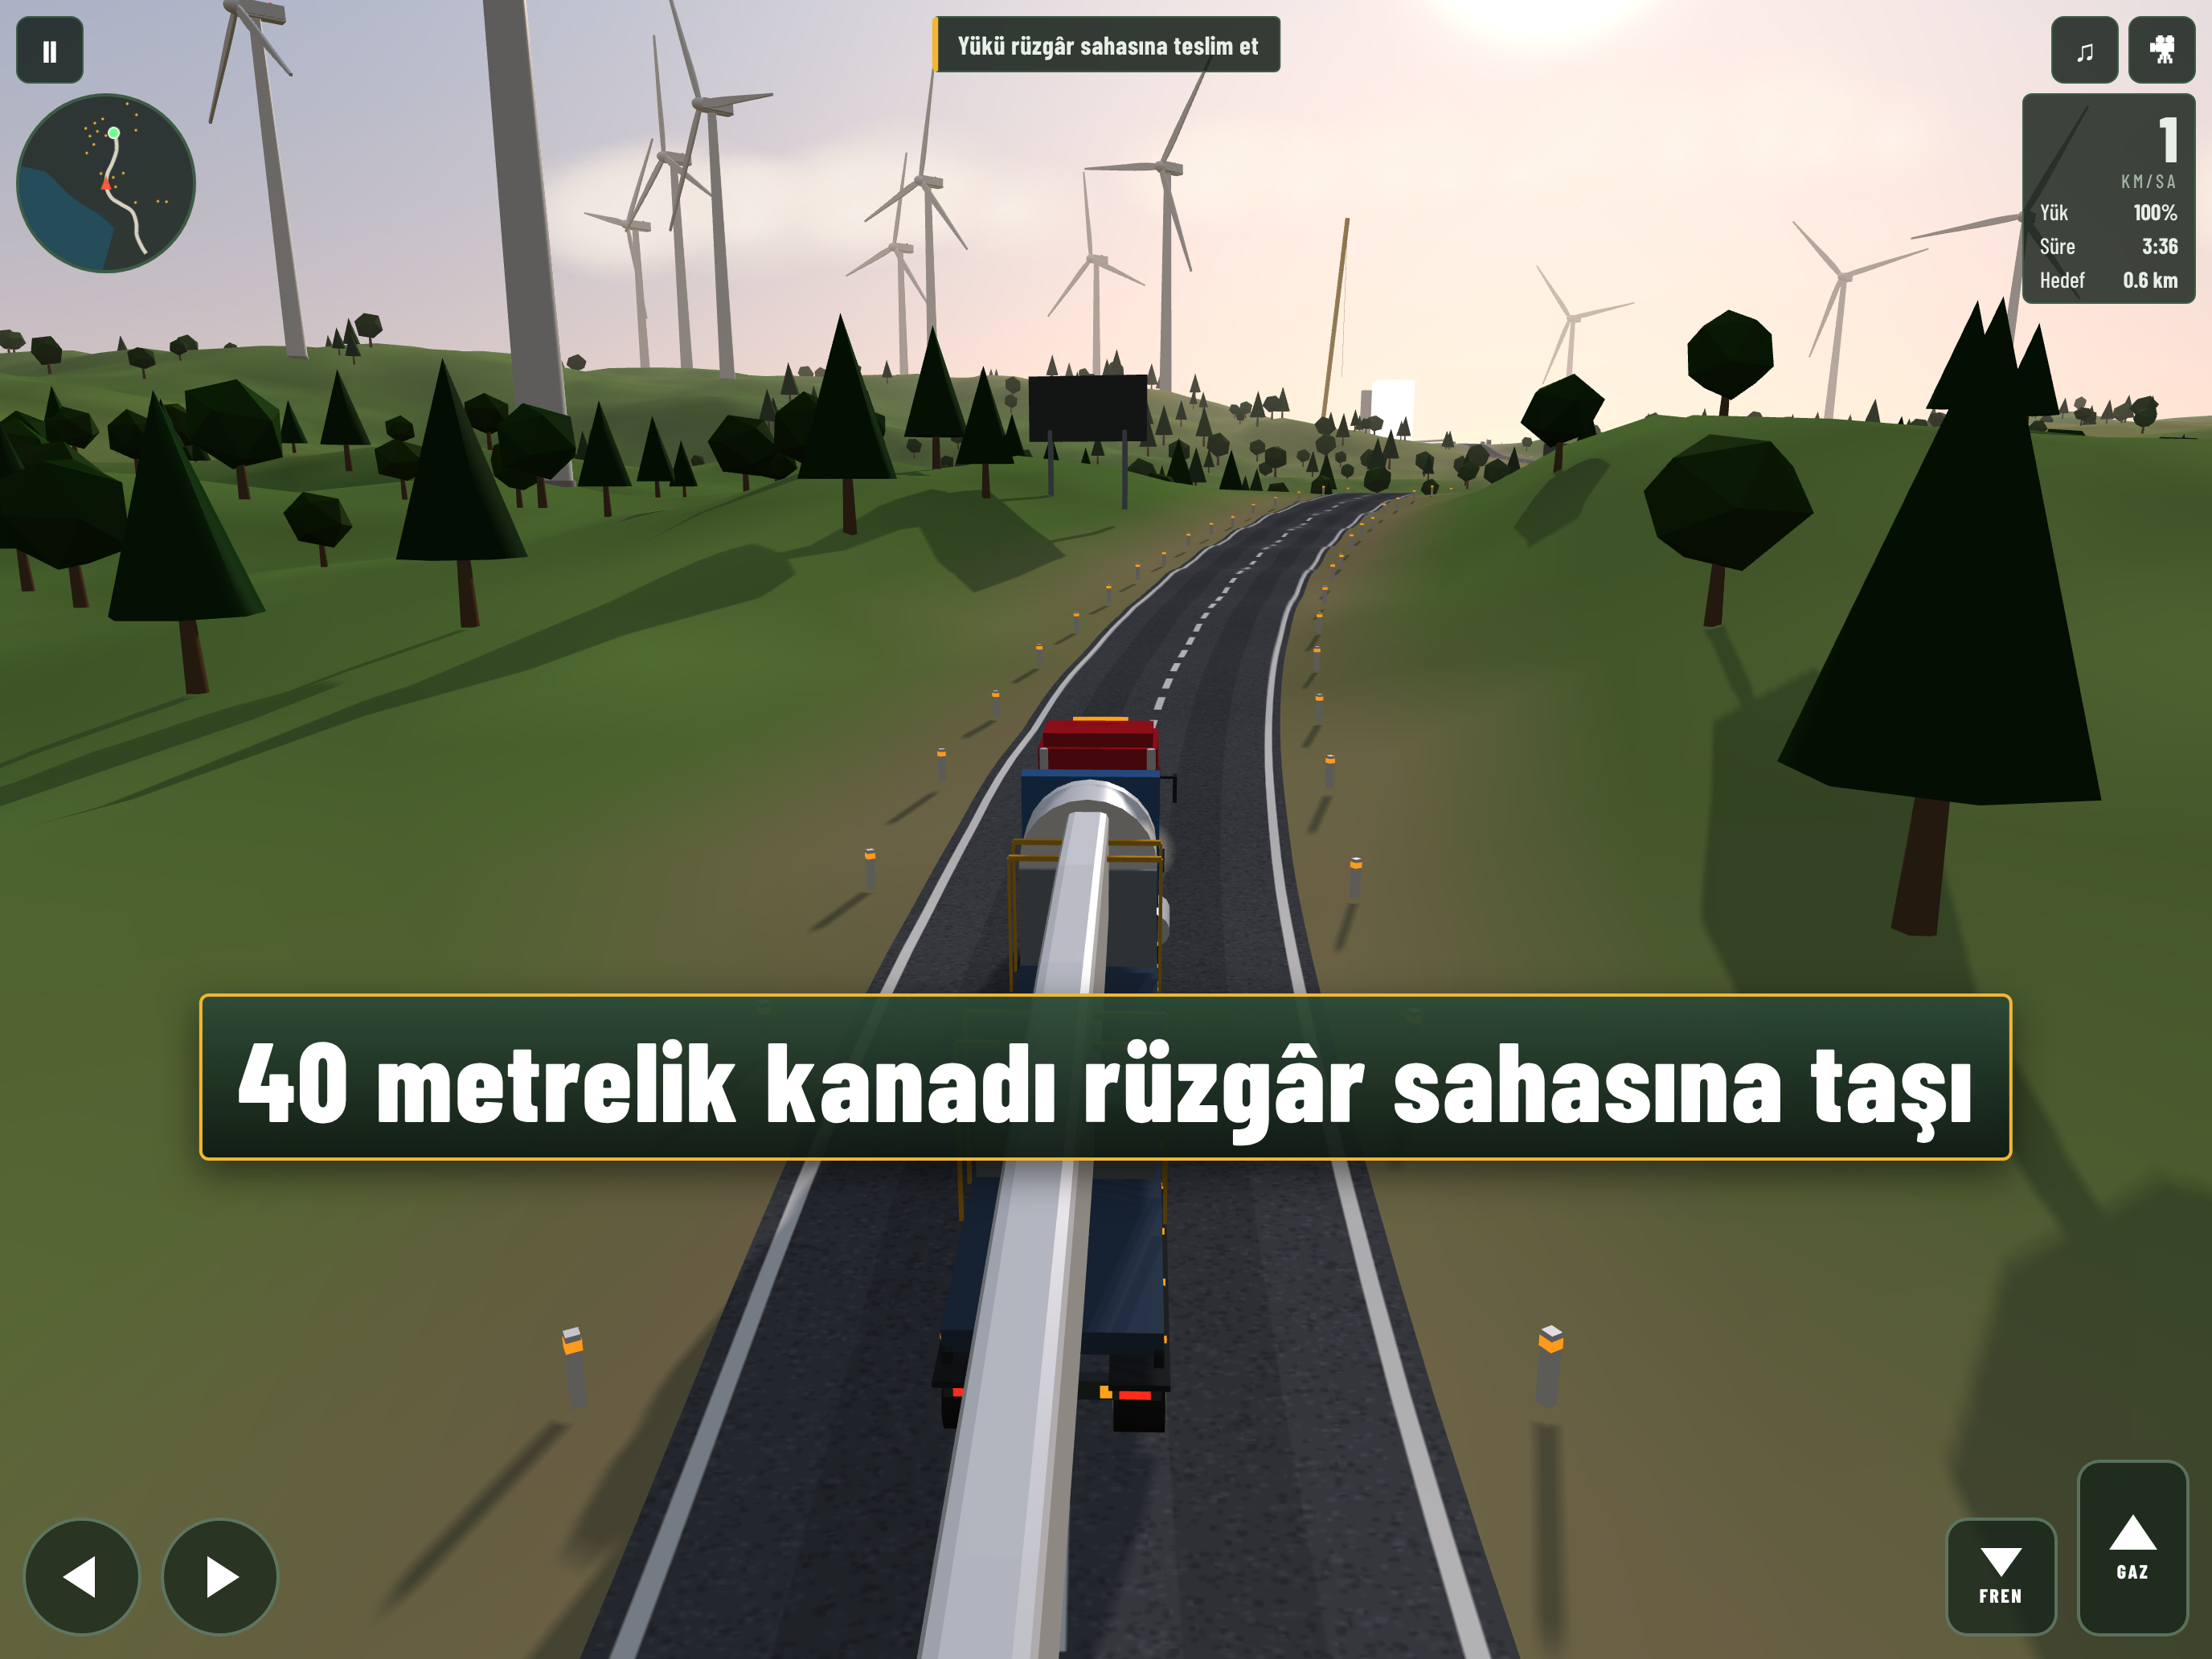 Yükü rüzgâr sahasına teslim et
1
KM/SA
Yük 100%
Süre 3:36
Hedef 0.6 km
40 metrelik kanadı rüzgâr sahasına taşı
FREN
GAZ